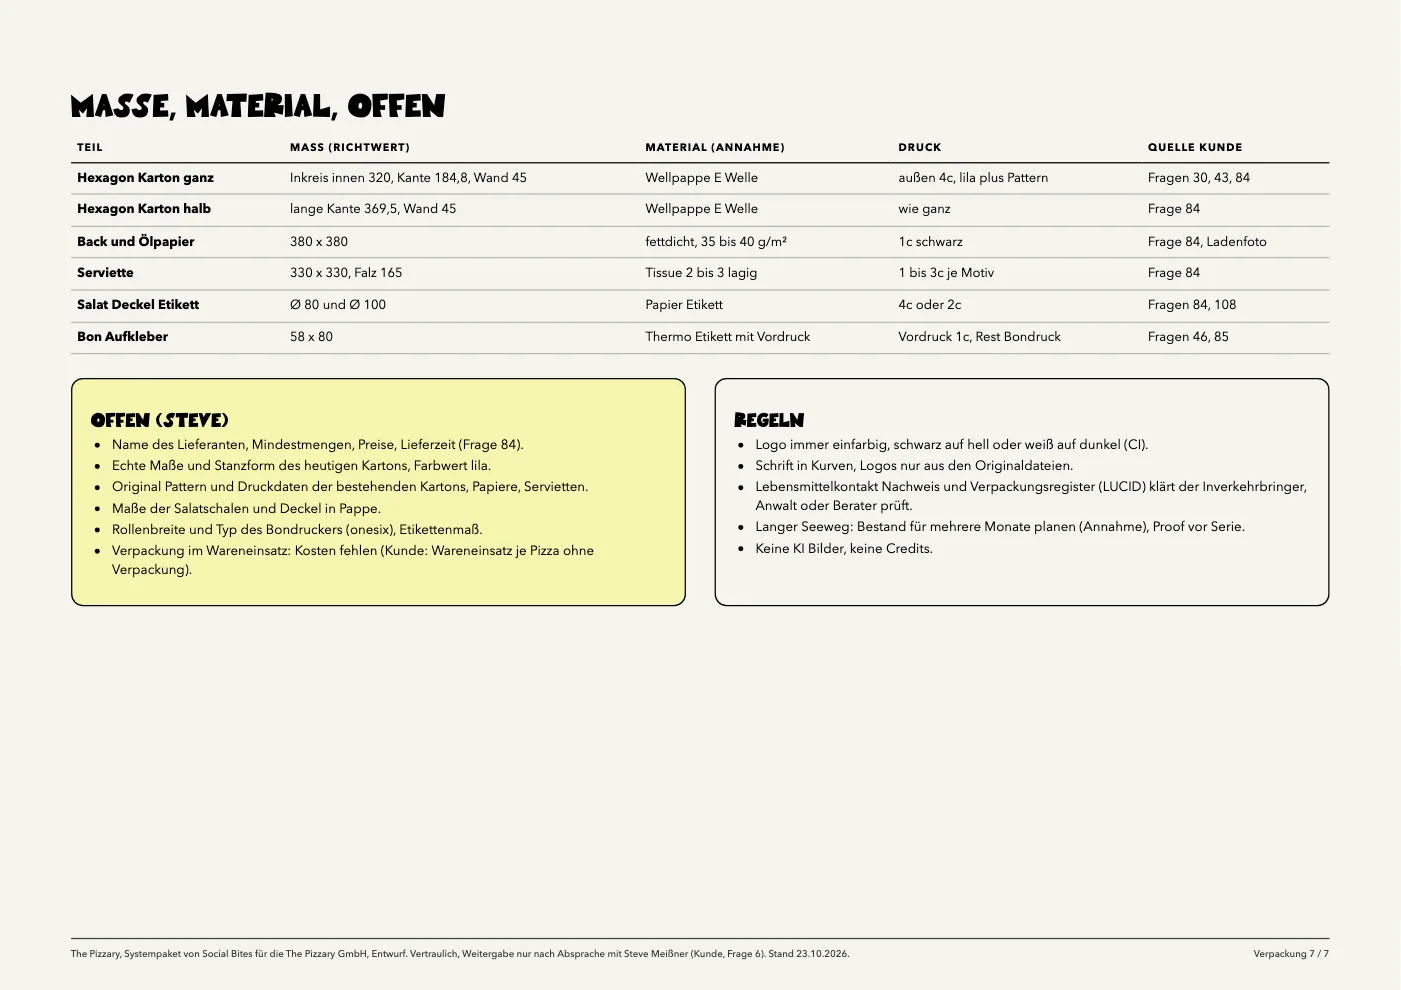 MASSE, MATERIAL, OFFEN
TEIL MASS (RICHTWERT) MATERIAL (ANNAHME) DRUCK QUELLE KUNDE
Hexagon Karton ganz Inkreis innen 320, Kante 184,8, Wand 45 Wellpappe E Welle außen 4c, lila plus Pattern Fragen 30, 43, 84
Hexagon Karton halb lange Kante 369,5, Wand 45 Wellpappe E Welle wie ganz Frage 84
Back und Ölpapier 380 x 380 fettdicht, 35 bis 40 g/m² 1c schwarz Frage 84, Ladenfoto
Serviette 330 x 330, Falz 165 Tissue 2 bis 3 lagig 1 bis 3c je Motiv Frage 84
Salat Deckel Etikett Ø 80 und Ø 100 Papier Etikett 4c oder 2c Fragen 84, 108
Bon Aufkleber 58 x 80 Thermo Etikett mit Vordruck Vordruck 1c, Rest Bondruck Fragen 46, 85
OFFEN (STEVE)
• Name des Lieferanten, Mindestmengen, Preise, Lieferzeit (Frage 84).
• Echte Maße und Stanzform des heutigen Kartons, Farbwert lila.
• Original Pattern und Druckdaten der bestehenden Kartons, Papiere, Servietten.
• Maße der Salatschalen und Deckel in Pappe.
• Rollenbreite und Typ des Bondruckers (onesix), Etikettenmaß.
• Verpackung im Wareneinsatz: Kosten fehlen (Kunde: Wareneinsatz je Pizza ohne
Verpackung).
REGELN
• Logo immer einfarbig, schwarz auf hell oder weiß auf dunkel (CI).
• Schrift in Kurven, Logos nur aus den Originaldateien.
• Lebensmittelkontakt Nachweis und Verpackungsregister (LUCID) klärt der Inverkehrbringer,
Anwalt oder Berater prüft.
• Langer Seeweg: Bestand für mehrere Monate planen (Annahme), Proof vor Serie.
• Keine KI Bilder, keine Credits.
The Pizzary, Systempaket von Social Bites für die The Pizzary GmbH, Entwurf. Vertraulich, Weitergabe nur nach Absprache mit Steve Meißner (Kunde, Frage 6). Stand 23.10.2026. Verpackung 7 / 7